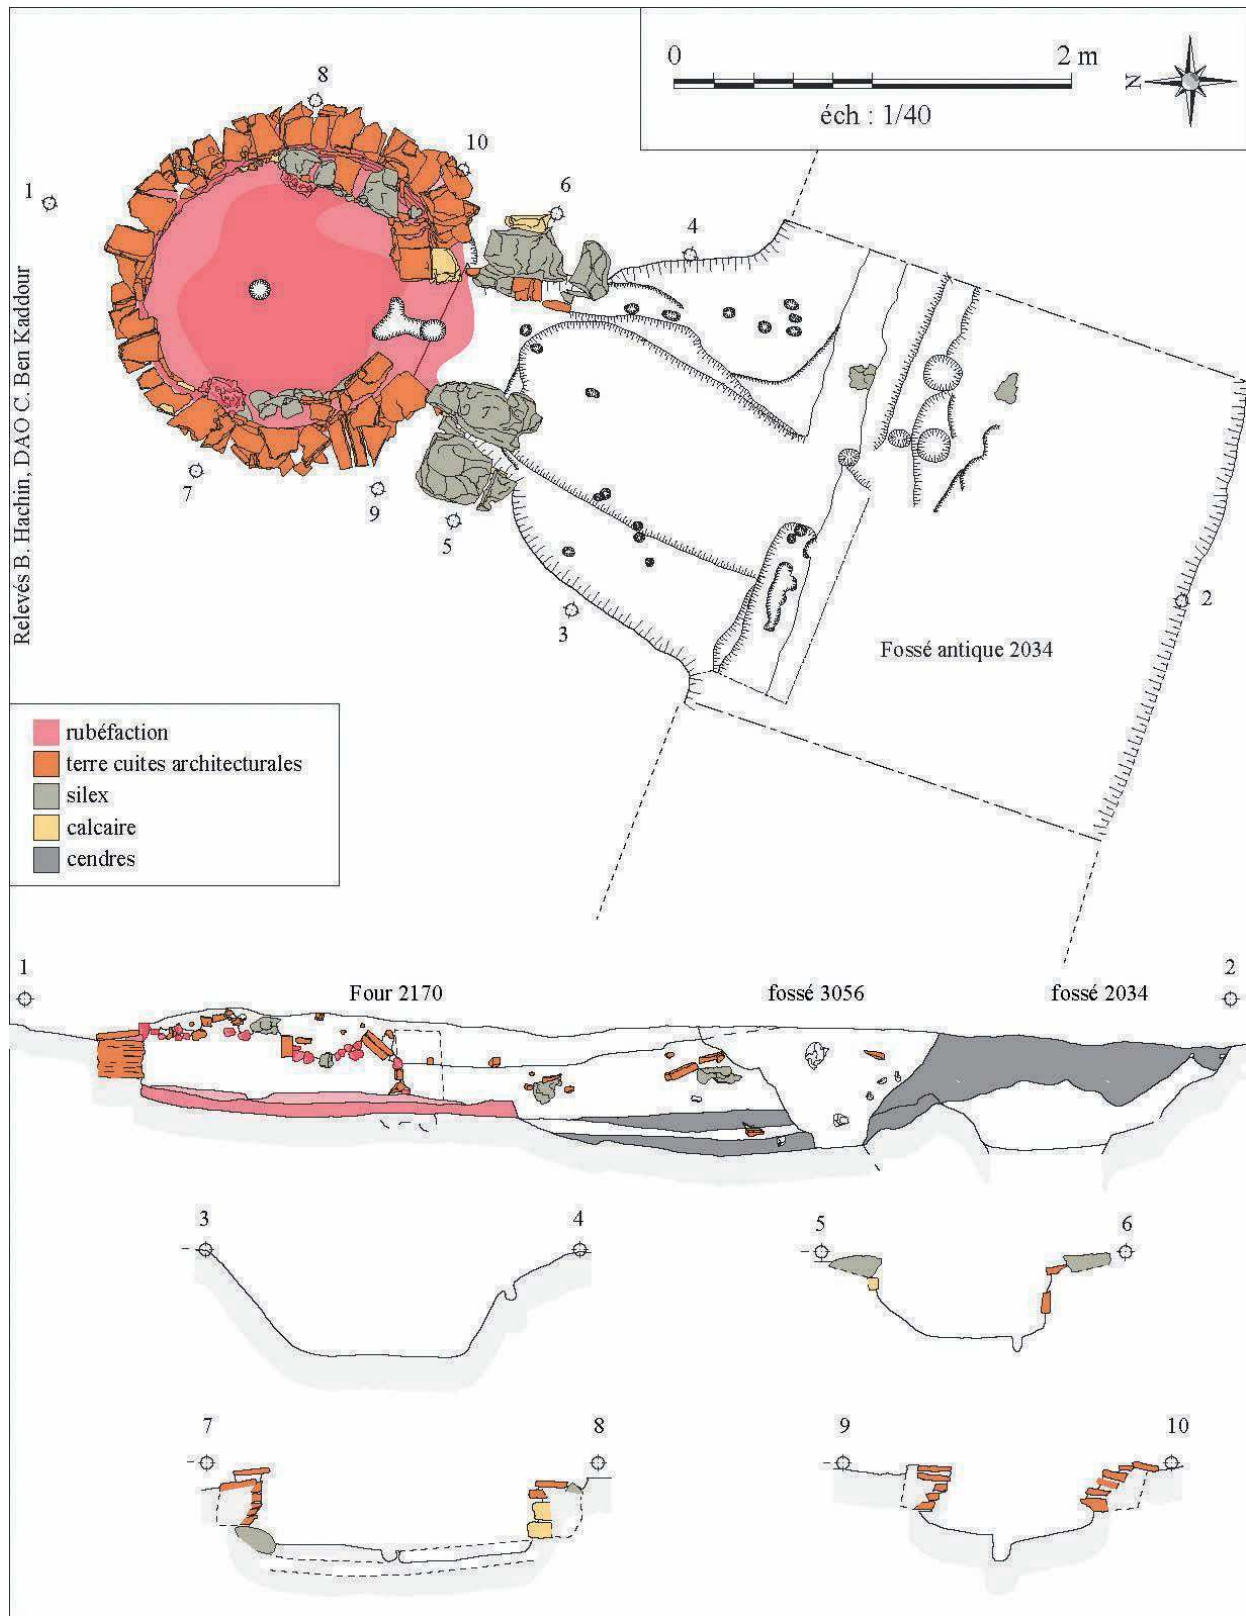 0 2 m
N
éch : 1/40
8
10
1
6
4
Relevés B. Hachin, DAO C. Ben Kadour
7
9
5
3
2
Fossé antique 2034
rubéfaction
terre cuites architecturales
silex
calcaire
cendres
1 2
Four 2170 fossé 3056 fossé 2034
3 4 5 6
7 8 9 10